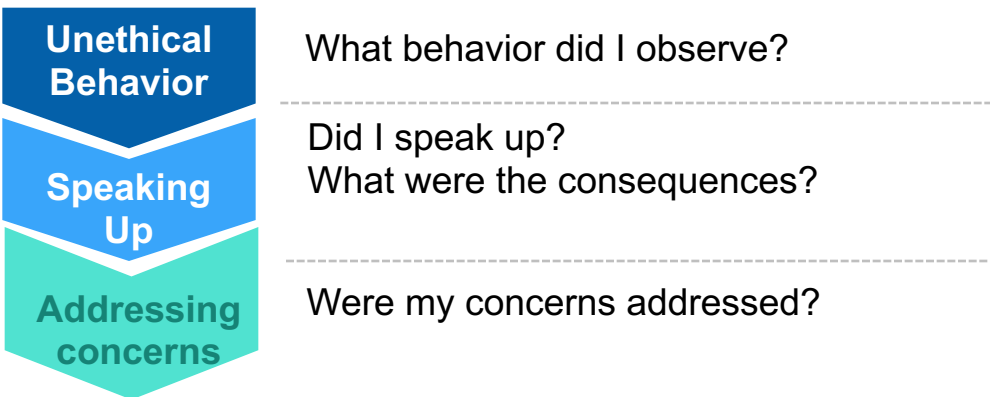 Unethical
Behavior
What behavior did I observe?
Speaking
Up
Did I speak up?
What were the consequences?
Addressing
concerns
Were my concerns addressed?